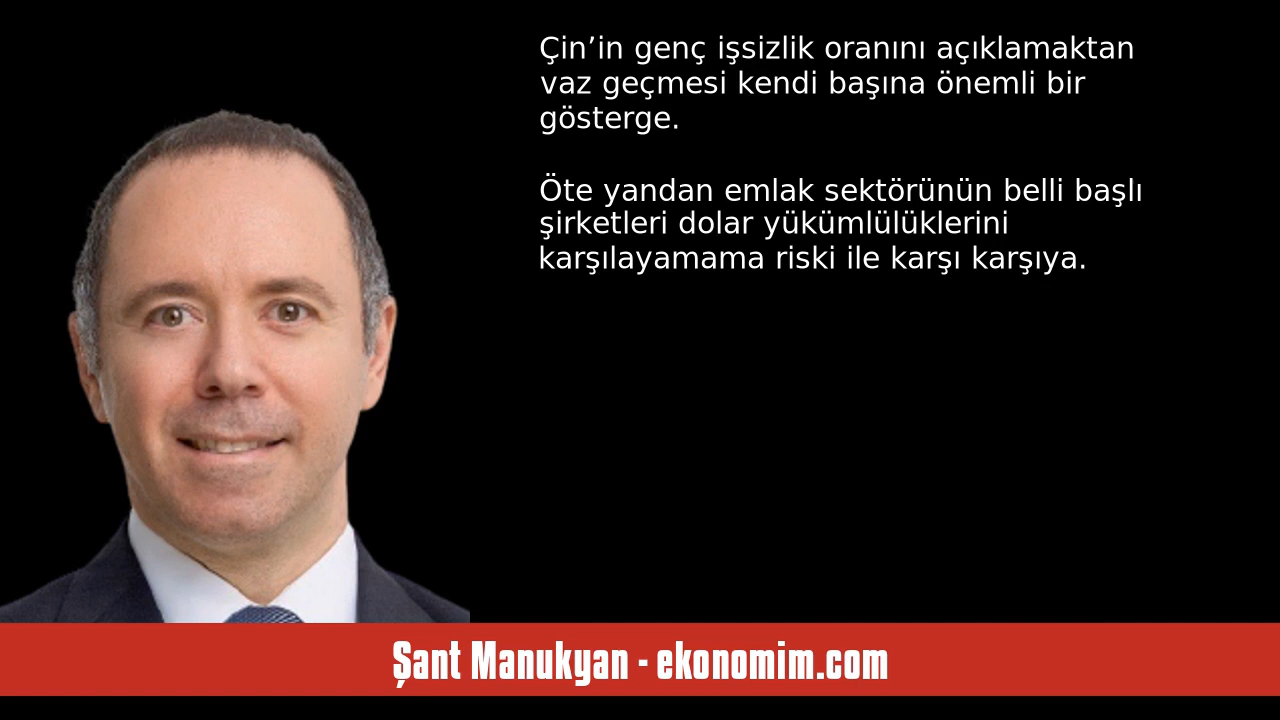 Çin’in genç işsizlik oranını açıklamaktan
vaz geçmesi kendi başına önemli bir
gösterge.
Öte yandan emlak sektörünün belli başlı
şirketleri dolar yükümlülüklerini
karşılayamama riski ile karşı karşıya.
Şant Manukyan - ekonomim.com